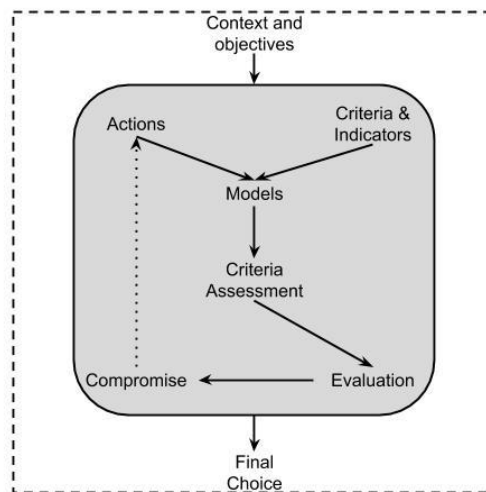 Context and
objectives
Actions
Criteria &
Indicators
Models
Criteria
Assessment
Compromise
Evaluation
Final
Choice